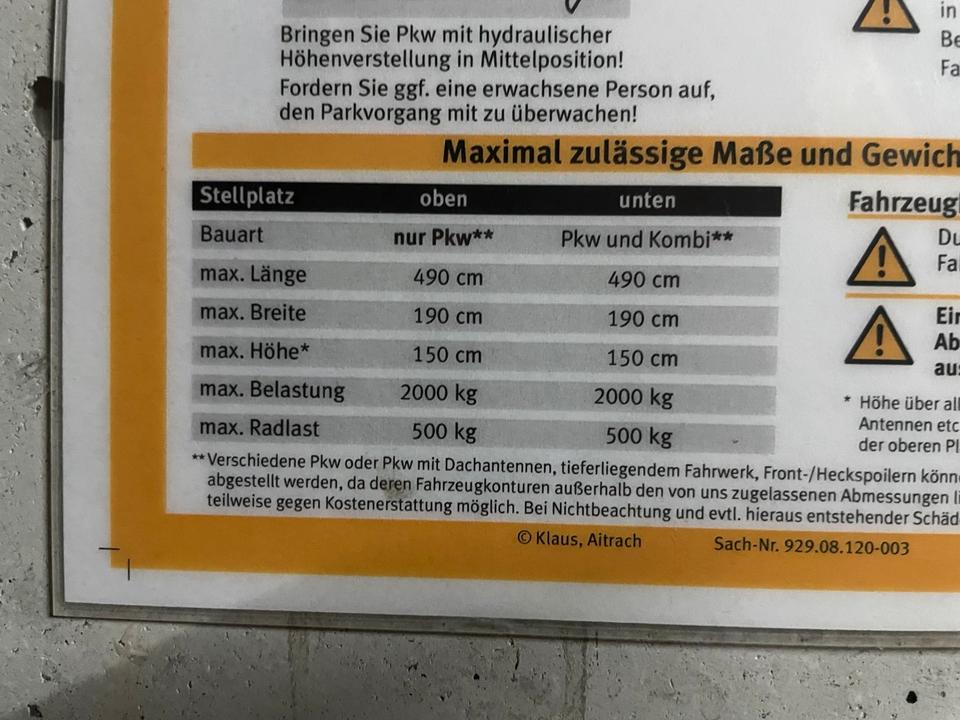 Bringen Sie Pkw mit hydraulischer
Höhenverstellung in Mittelposition!
Fordern Sie ggf. eine erwachsene Person auf,
den Parkvorgang mit zu überwachen!
in
Be
Fa
Maximal zulässige Maße und Gewich
Stellplatz oben unten
Bauart nur Pkw** Pkw und Kombi**
max. Länge 490 cm 490 cm
max. Breite 190 cm 190 cm
max. Höhe* 150 cm 150 cm
max. Belastung 2000 kg 2000 kg
max. Radlast 500 kg 500 kg
Fahrzeug
Du
Fa
Ein
Ab
aus
* Höhe über all
Antennen etc
der oberen Pl
**Verschiedene Pkw oder Pkw mit Dachantennen, tieferliegendem Fahrwerk, Front-/Heckspoilern könne
abgestellt werden, da deren Fahrzeugkonturen außerhalb den von uns zugelassenen Abmessungen li
teilweise gegen Kostenerstattung möglich. Bei Nichtbeachtung und evtl. hieraus entstehender Schäd
© Klaus, Aitrach Sach-Nr. 929.08.120-003